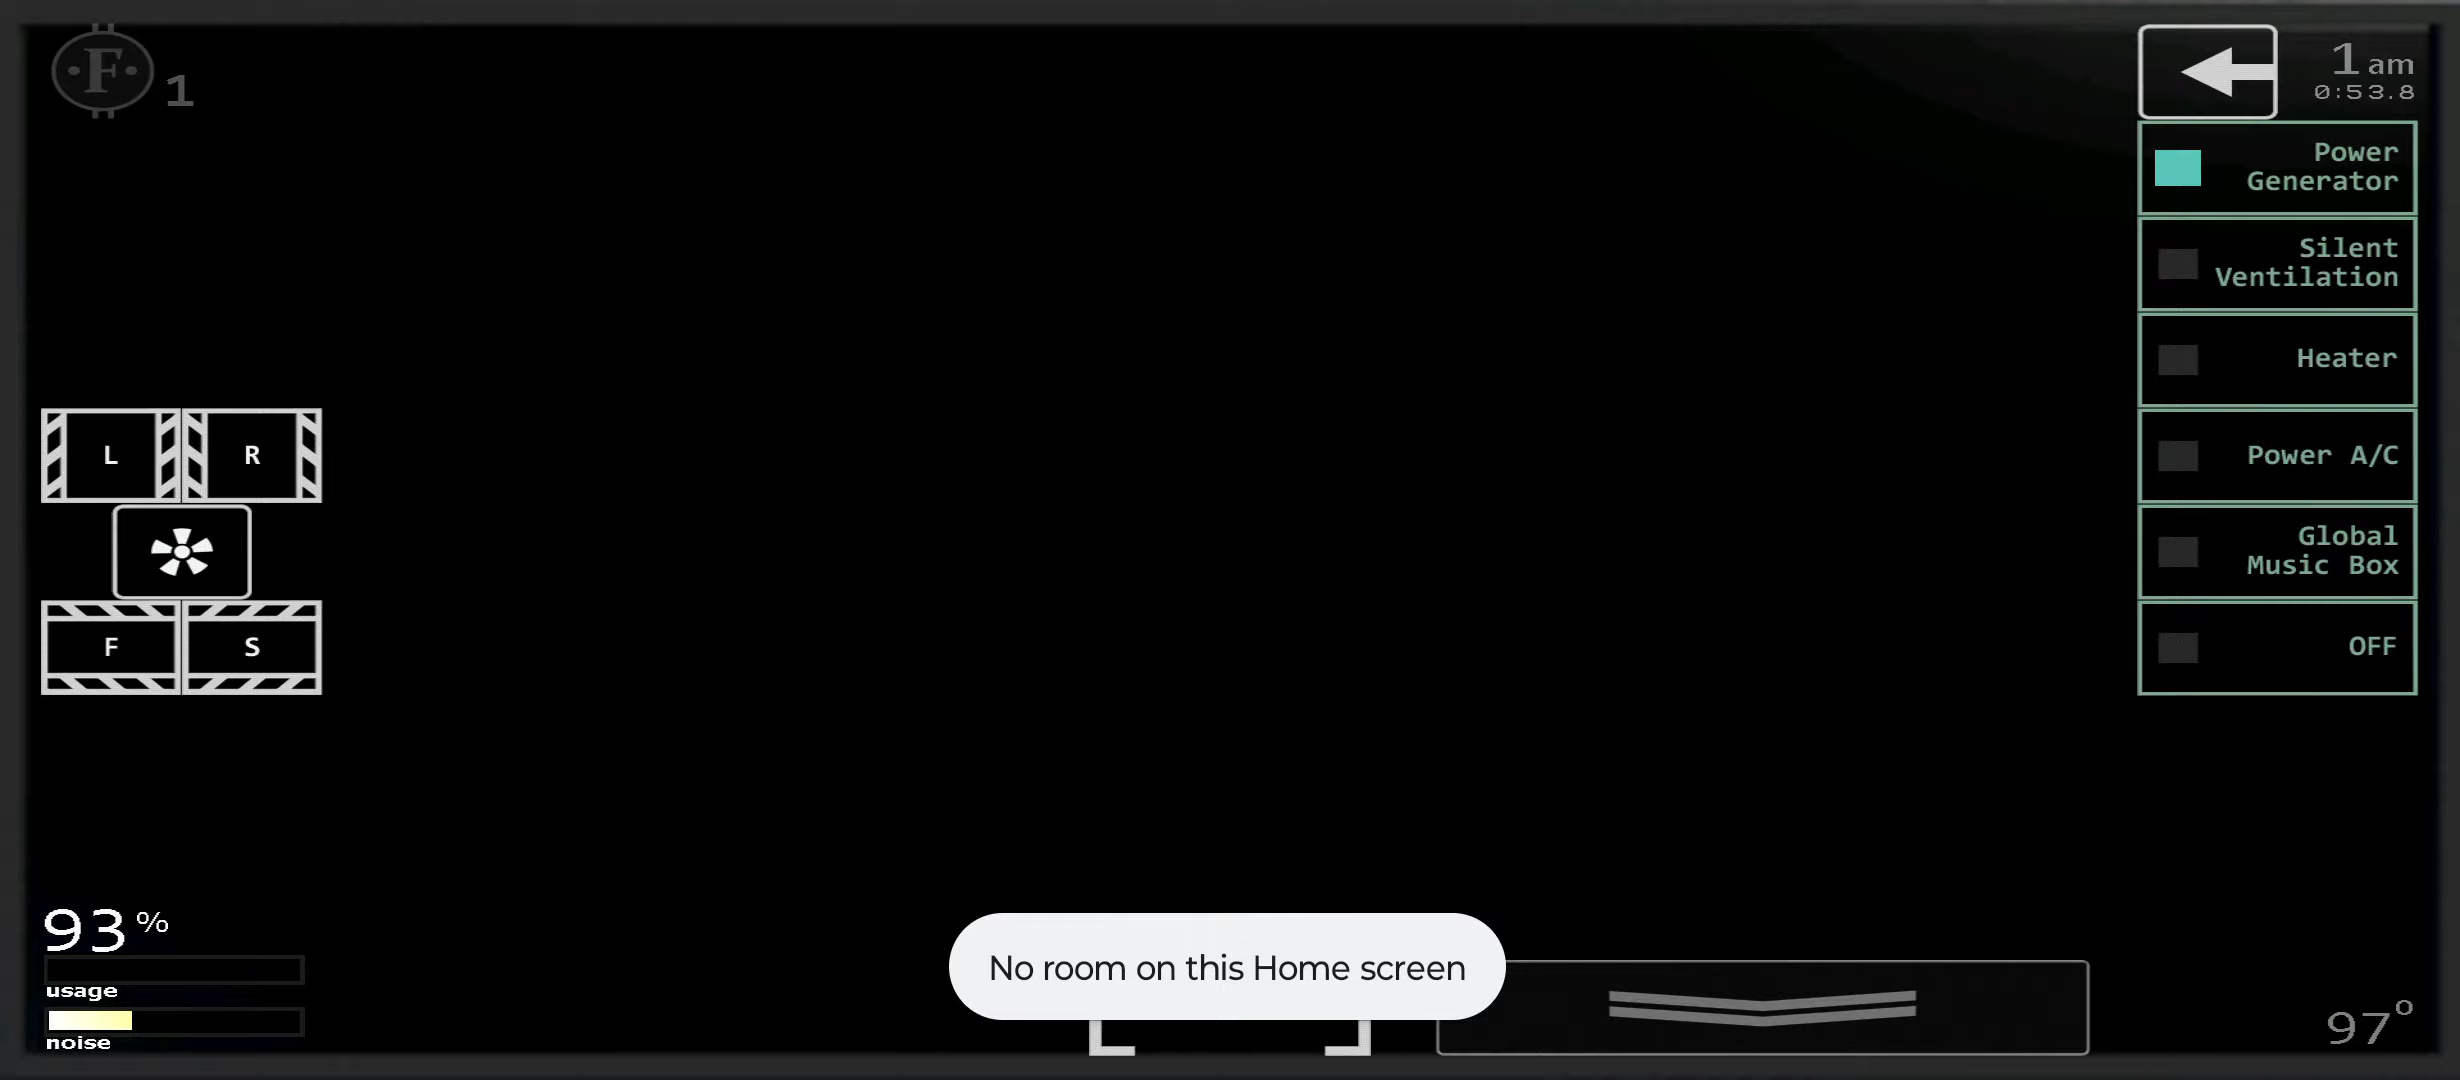 F 1
1 am
0:53.8
Power
Generator
Silent
Ventilation
Heater
Power A/C
Global
Music Box
OFF
L R
F S
93%
usage
noise
No room on this Home screen
97°